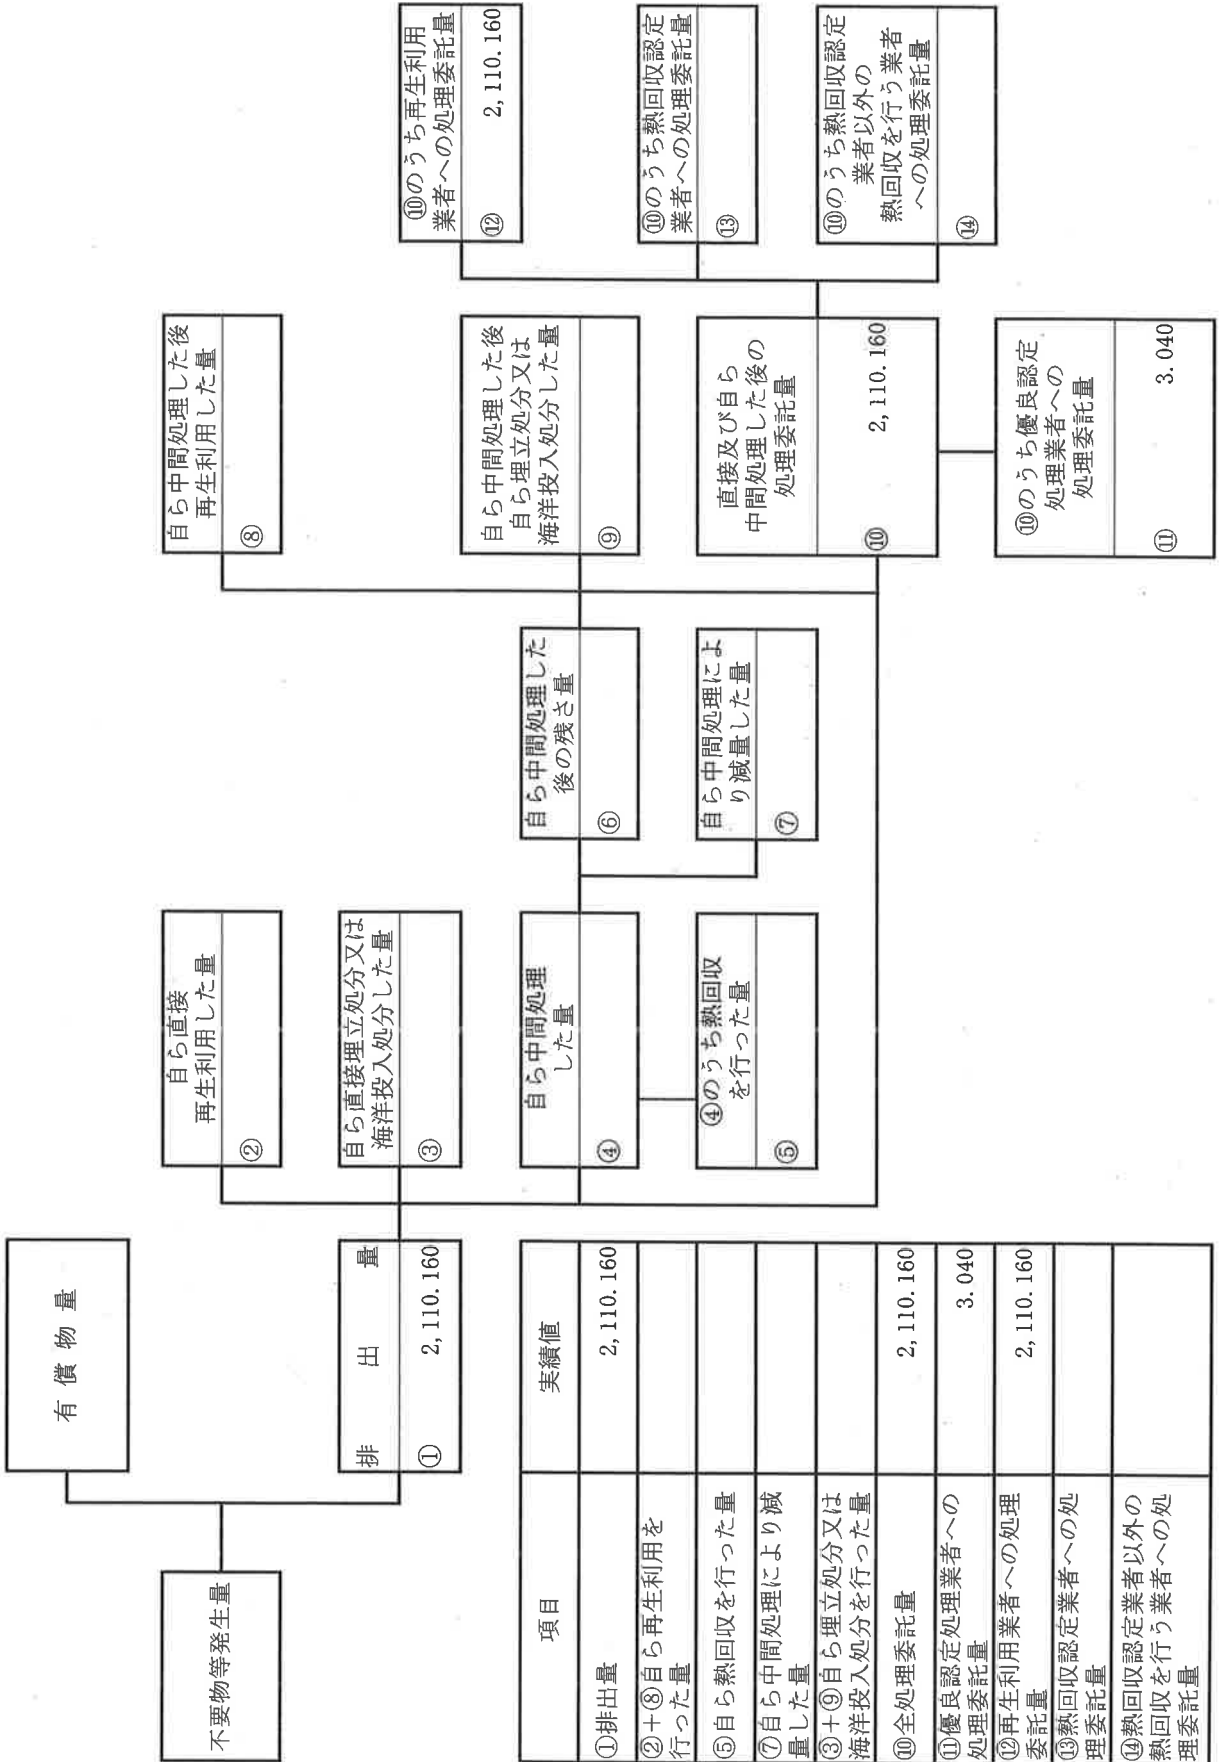 不要物等発生量
有償物量
排出量
① 2,110.160
自ら直接
再生利用した量
②
自ら直接埋立処分又は
海洋投入処分した量
③
自ら中間処理
した量
④
④のうち熱回収
を行った量
⑤
自ら中間処理した
後の残さ量
⑥
自ら中間処理によ
り減量した量
⑦
自ら中間処理した後
再生利用した量
⑧
自ら中間処理した後
自ら埋立処分又は
海洋投入処分した量
⑨
直接及び自ら
中間処理した後の
処理委託量
⑩ 2,110.160
⑩のうち優良認定
処理業者への
処理委託量
⑪ 3.040
⑩のうち再生利用
業者への処理委託量
⑫ 2,110.160
⑩のうち熱回収認定
業者への処理委託量
⑬
⑩のうち熱回収認定
業者以外の
熱回収を行う業者
への処理委託量
⑭
項目 実績値
①排出量 2,110.160
②+⑧自ら再生利用を
行った量
⑤自ら熱回収を行った量
⑦自ら中間処理により減
量した量
③+⑨自ら埋立処分又は
海洋投入処分を行った量
⑩全処理委託量 2,110.160
⑪優良認定処理業者への
処理委託量 3.040
⑫再生利用業者への処理
委託量 2,110.160
⑬熱回収認定業者への処
理委託量
⑭熱回収認定業者以外の
熱回収を行う業者への処
理委託量